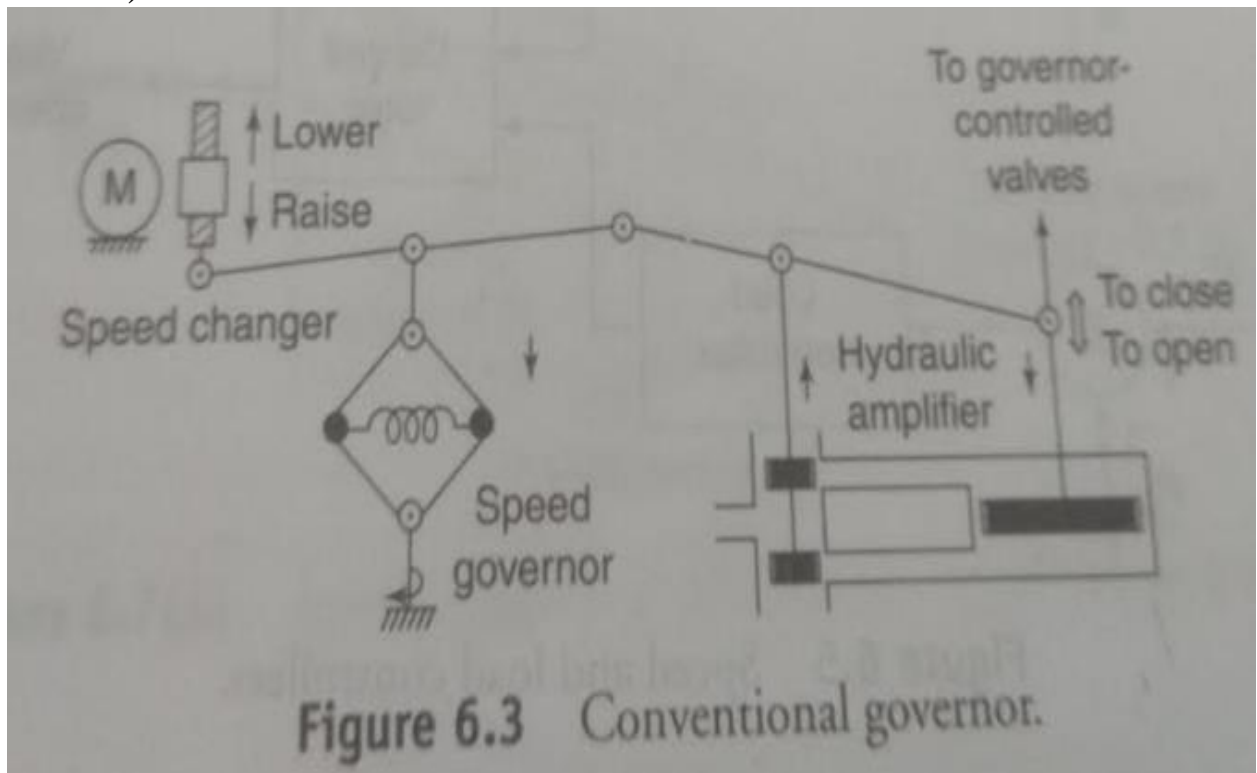 M
Lower
Raise
Speed changer
To governor-
controlled
valves
To close
To open
Hydraulic
amplifier
Speed
governor
Figure 6.3 Conventional governor.